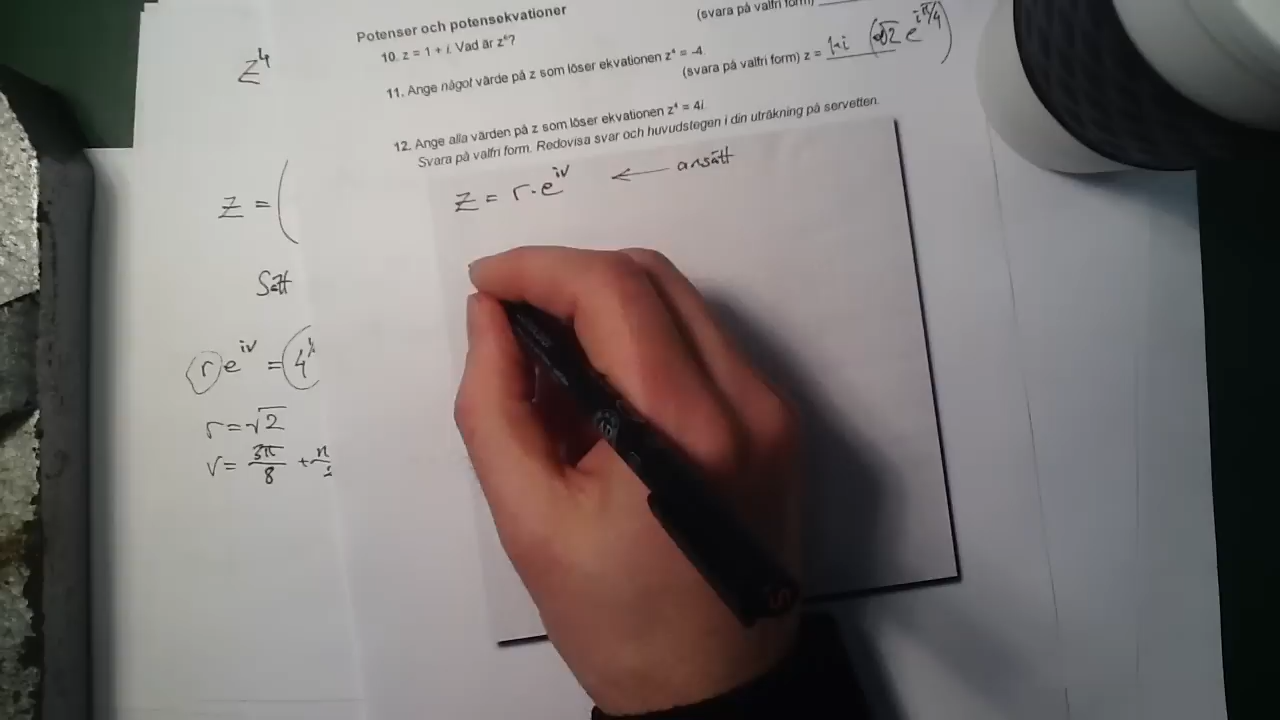 Potenser och potensekvationer
(svara på valfri form)
10. z = 1 + i. Vad är z⁶?
11. Ange något värde på z som löser ekvationen z⁴ = -4.
(svara på valfri form) z = 1+i (√2 e^{iπ/4})
12. Ange alla värden på z som löser ekvationen z⁴ = 4i.
Svara på valfri form. Redovisa svar och huvudstegen i din uträkning på servetten.
z = r·e^{iv} ← ansätt
z⁴
z = (
Sätt
r e^{iv} = (4
r = √2
v = 3π/8 + n